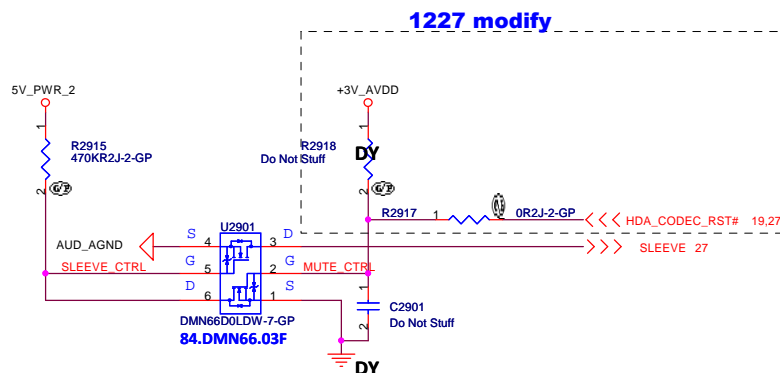 1227 modify
5V_PWR_2
+3V_AVDD
1
R2915
470KR2J-2-GP
2
1
R2918
Do Not Stuff
DY
2
R2917
1
0R2J-2-GP
HDA_CODEC_RST# 19,27
U2901
S
D
AUD_AGND
4
3
SLEEVE 27
SLEEVE_CTRL
G
5
2
G
MUTE_CTRL
D
6
1
S
1
C2901
Do Not Stuff
2
DMN66D0LDW-7-GP
84.DMN66.03F
DY